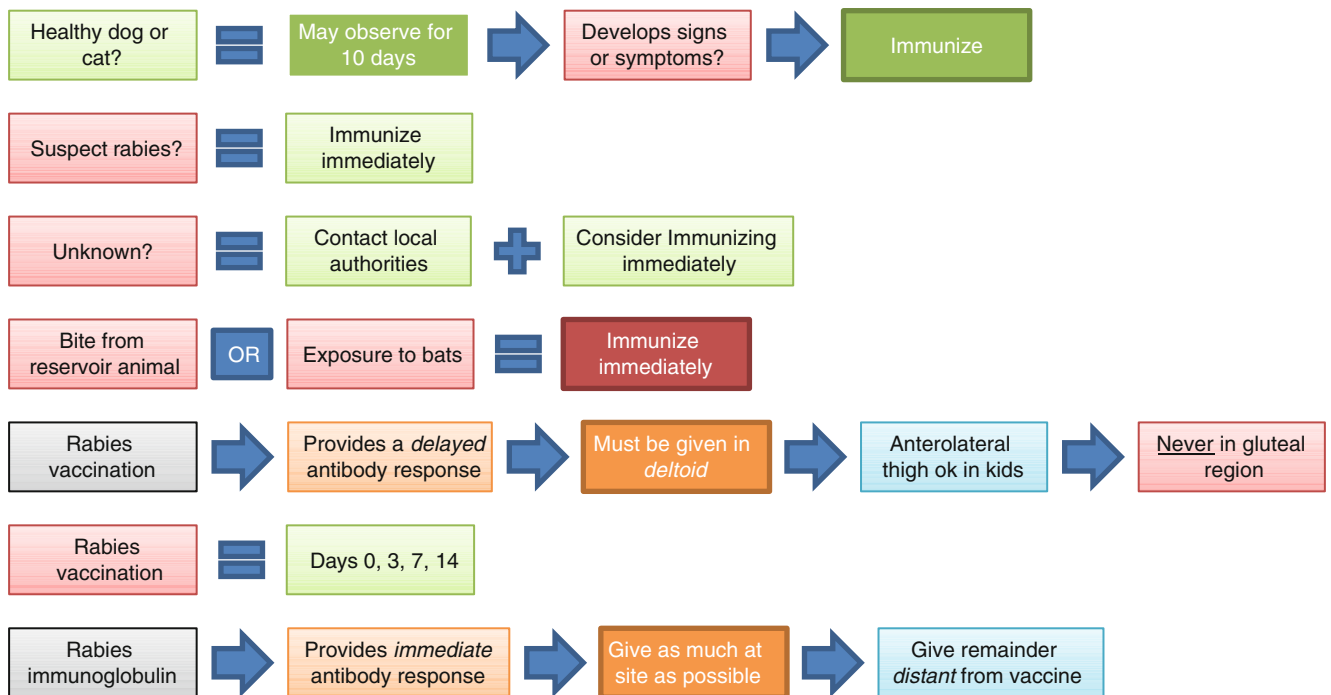 Healthy dog or
cat?
May observe for
10 days
Develops signs
or symptoms?
Immunize
Suspect rabies?
Immunize
immediately
Unknown?
Contact local
authorities
Consider Immunizing
immediately
Bite from
reservoir animal
OR
Exposure to bats
Immunize
immediately
Rabies
vaccination
Provides a delayed
antibody response
Must be given in
deltoid
Anterolateral
thigh ok in kids
Never in gluteal
region
Rabies
vaccination
Days 0, 3, 7, 14
Rabies
immunoglobulin
Provides immediate
antibody response
Give as much at
site as possible
Give remainder
distant from vaccine